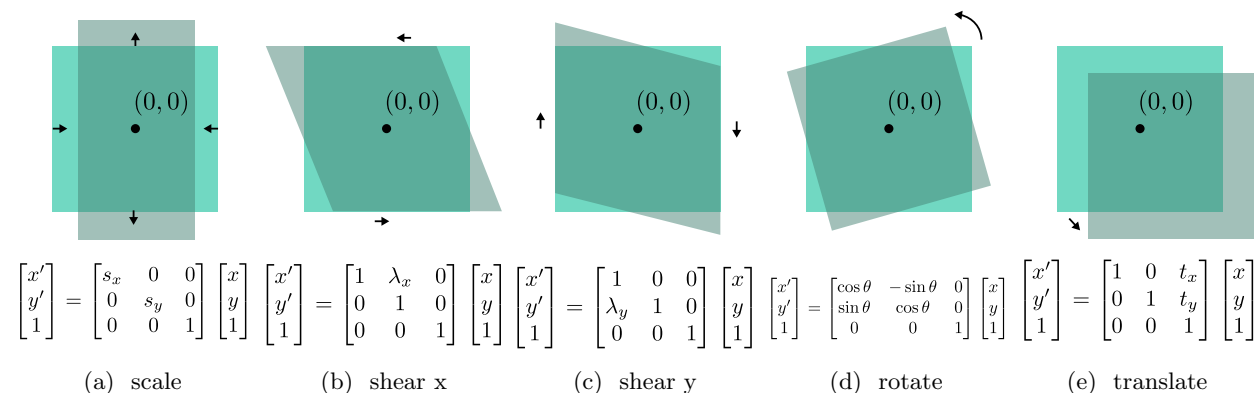 (0, 0) (0, 0) (0, 0) (0, 0) (0, 0)
[x′ y′ 1] = [s_x 0 0; 0 s_y 0; 0 0 1] [x y 1]
[x′ y′ 1] = [1 λ_x 0; 0 1 0; 0 0 1] [x y 1]
[x′ y′ 1] = [1 0 0; λ_y 1 0; 0 0 1] [x y 1]
[x′ y′ 1] = [cos θ − sin θ 0; sin θ cos θ 0; 0 0 1] [x y 1]
[x′ y′ 1] = [1 0 t_x; 0 1 t_y; 0 0 1] [x y 1]
(a) scale
(b) shear x
(c) shear y
(d) rotate
(e) translate